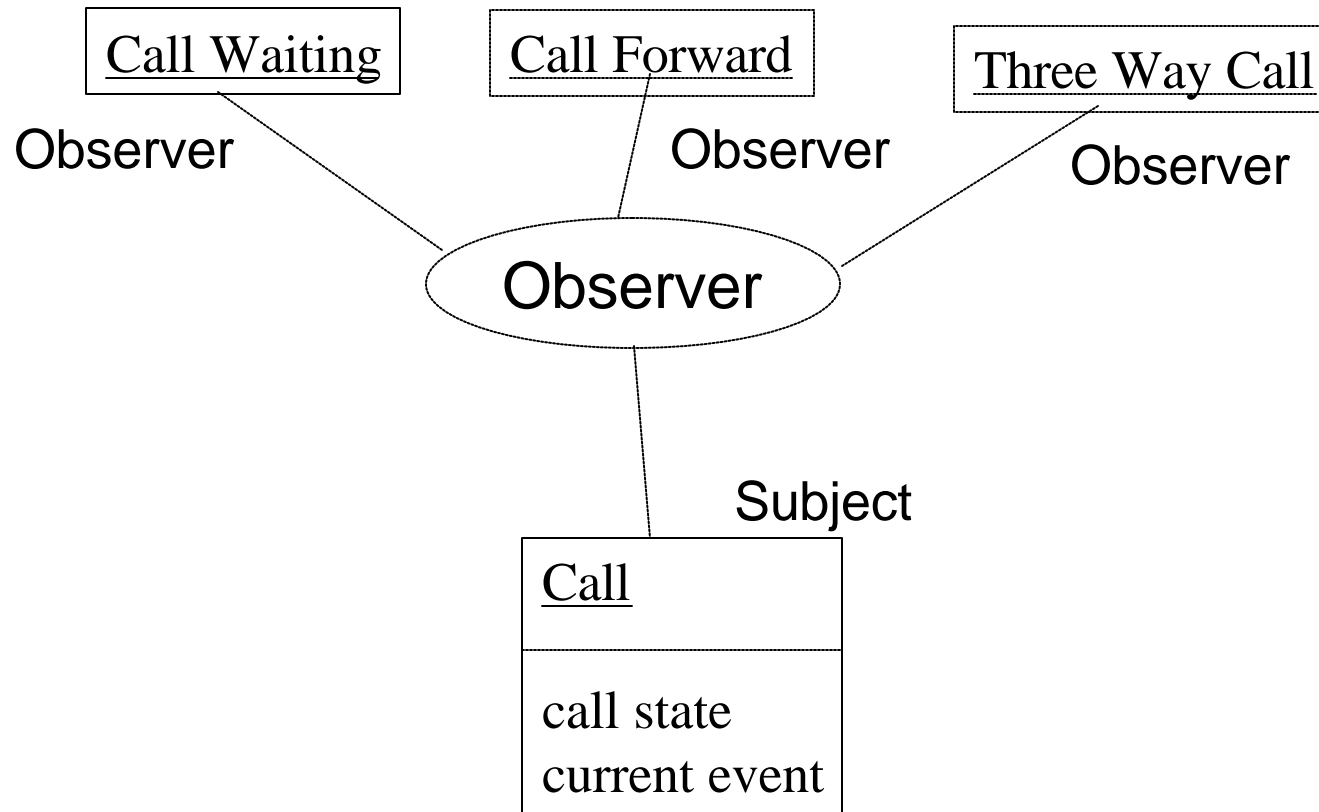 Call Waiting
Call Forward
Three Way Call
Observer
Observer
Observer
Observer
Subject
Call
call state
current event